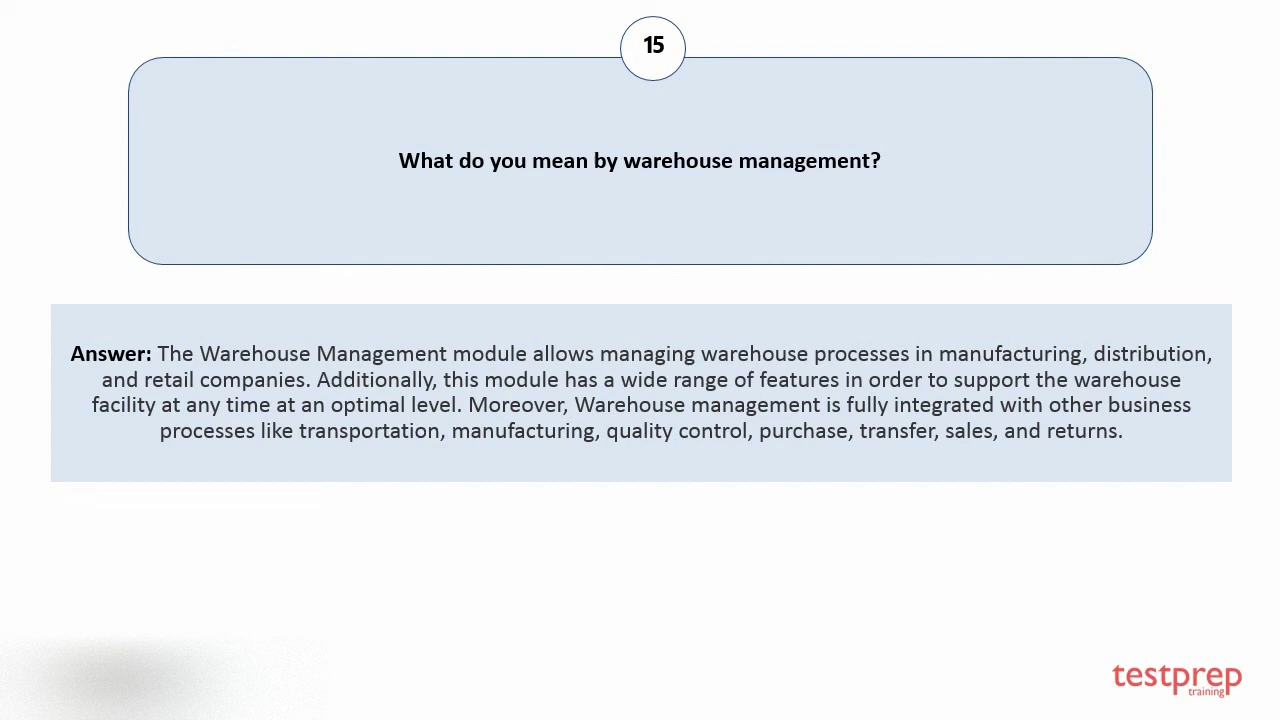 15
What do you mean by warehouse management?
Answer: The Warehouse Management module allows managing warehouse processes in manufacturing, distribution,
and retail companies. Additionally, this module has a wide range of features in order to support the warehouse
facility at any time at an optimal level. Moreover, Warehouse management is fully integrated with other business
processes like transportation, manufacturing, quality control, purchase, transfer, sales, and returns.
testprep
training